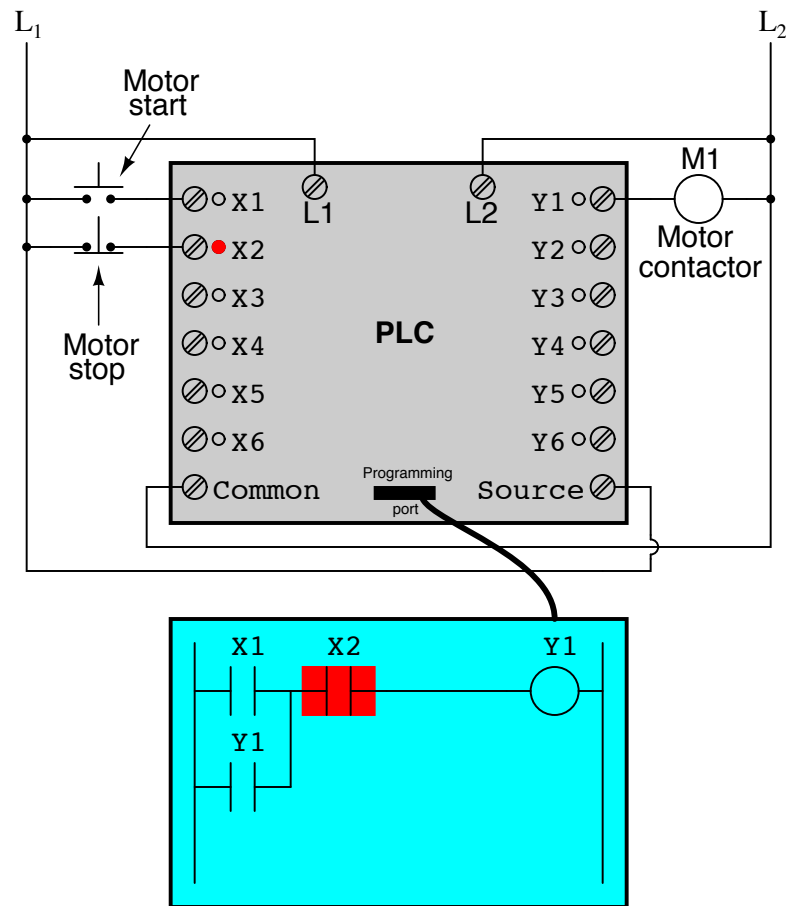 L1
L2
Motor
start
M1
X1
L1
L2
Y1
X2
Y2
Motor
contactor
X3
Y3
Motor
stop
X4
PLC
Y4
X5
Y5
X6
Y6
Common
Programming
port
Source
X1
X2
Y1
Y1